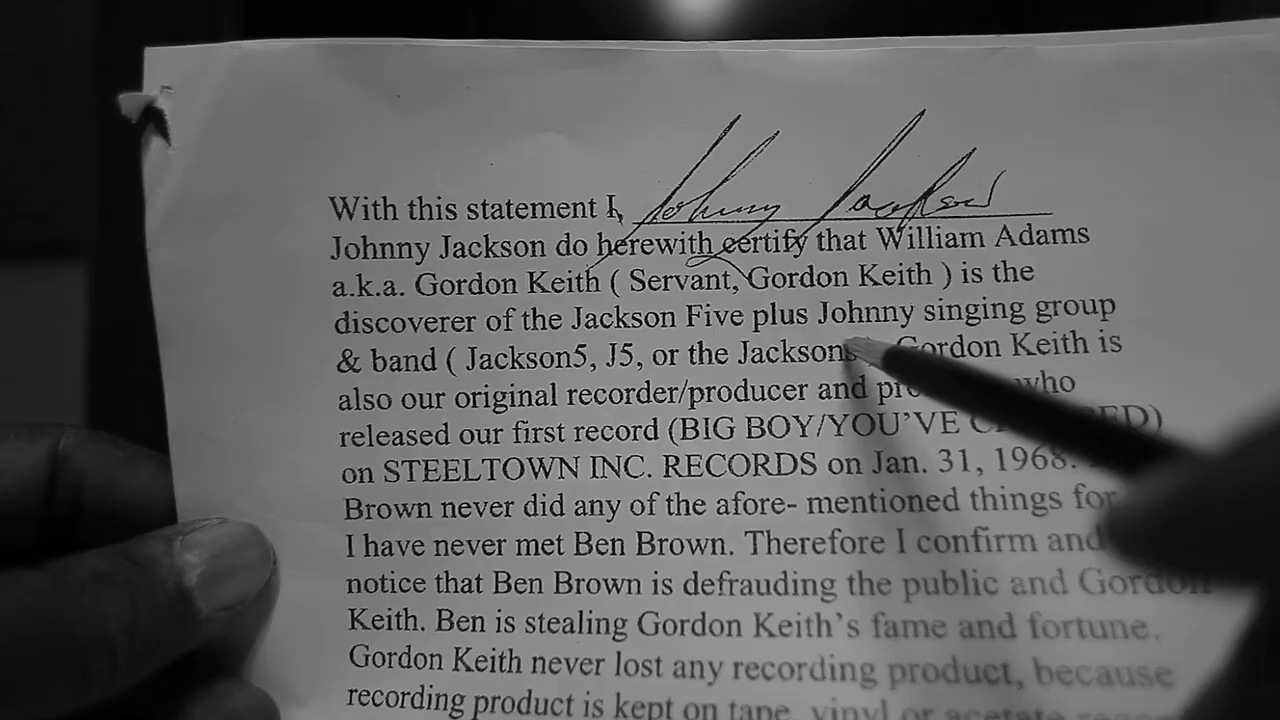 With this statement I, Johnny Jackson
Johnny Jackson do herewith certify that William Adams
a.k.a. Gordon Keith ( Servant, Gordon Keith ) is the
discoverer of the Jackson Five plus Johnny singing group
& band ( Jackson5, J5, or the Jacksons ). Gordon Keith is
also our original recorder/producer and who
released our first record (BIG BOY/YOU'VE
on STEELTOWN INC. RECORDS on Jan. 31, 1968.
Brown never did any of the afore- mentioned things for
I have never met Ben Brown. Therefore I confirm and
notice that Ben Brown is defrauding the public and Gordon
Keith. Ben is stealing Gordon Keith's fame and fortune.
Gordon Keith never lost any recording product, because
recording product is kept on tape, vinyl or acetate